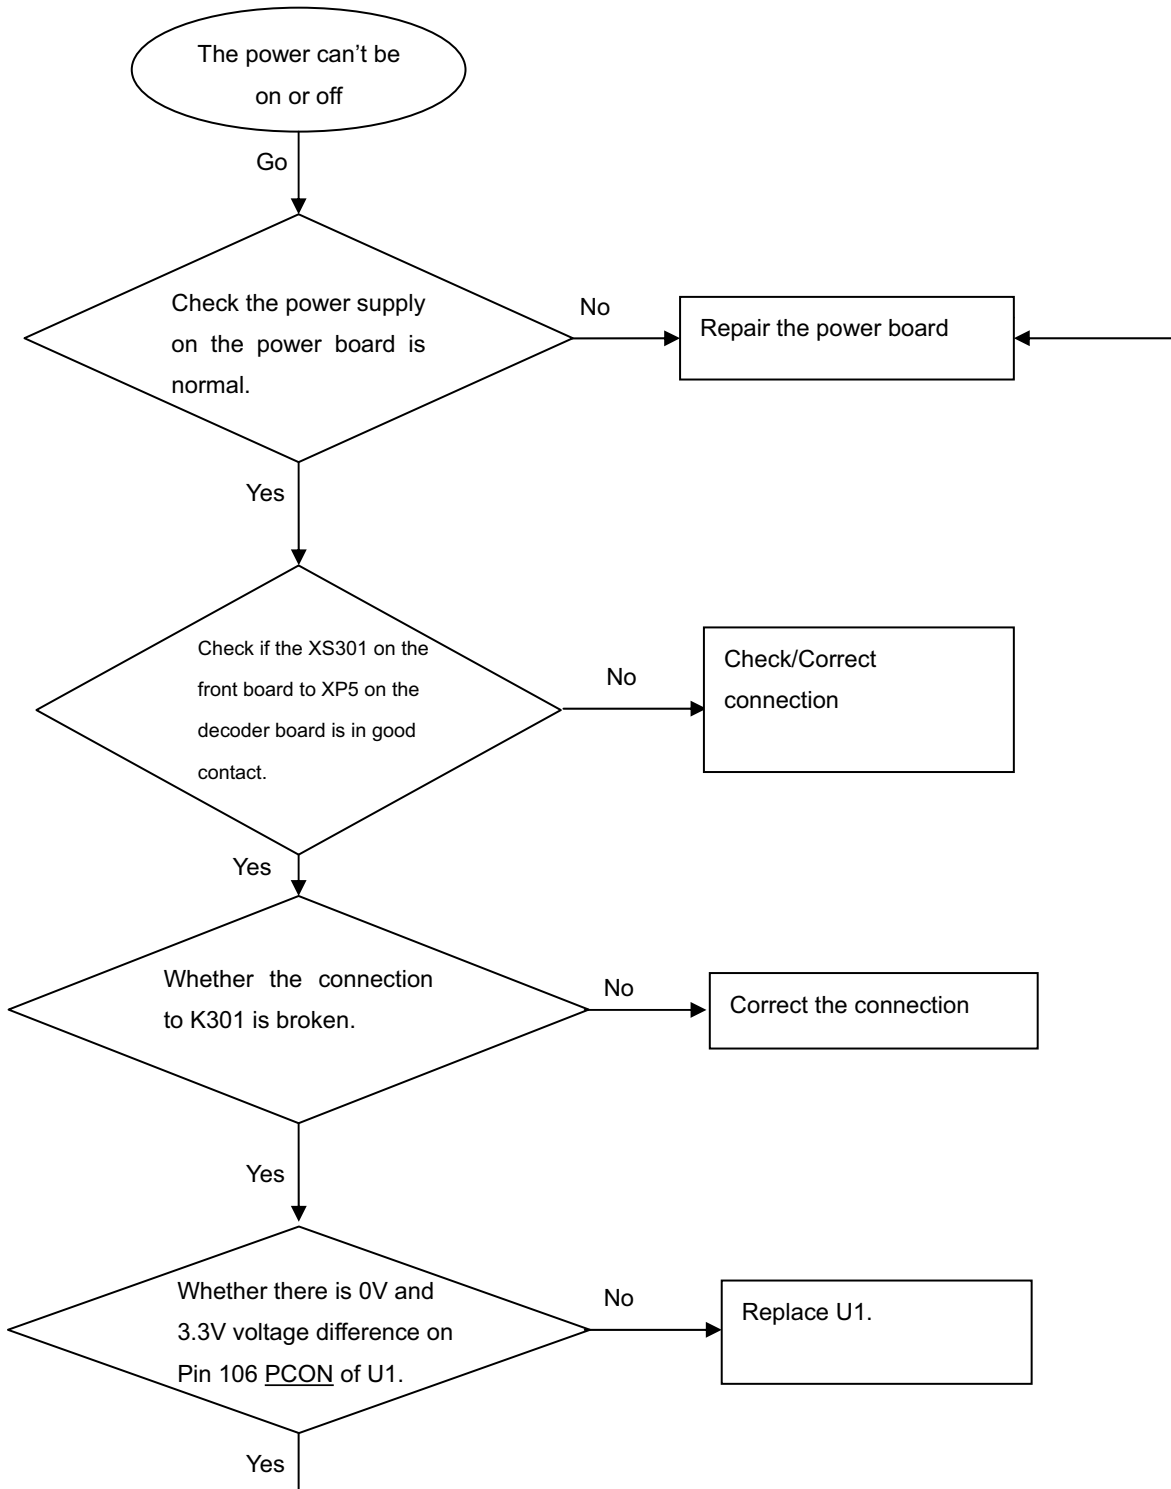 The power can't be
on or off
Go
Check the power supply
on the power board is
normal.
No
Repair the power board
Yes
Check if the XS301 on the
front board to XP5 on the
decoder board is in good
contact.
No
Check/Correct
connection
Yes
Whether the connection
to K301 is broken.
No
Correct the connection
Yes
Whether there is 0V and
3.3V voltage difference on
Pin 106 PCON of U1.
No
Replace U1.
Yes